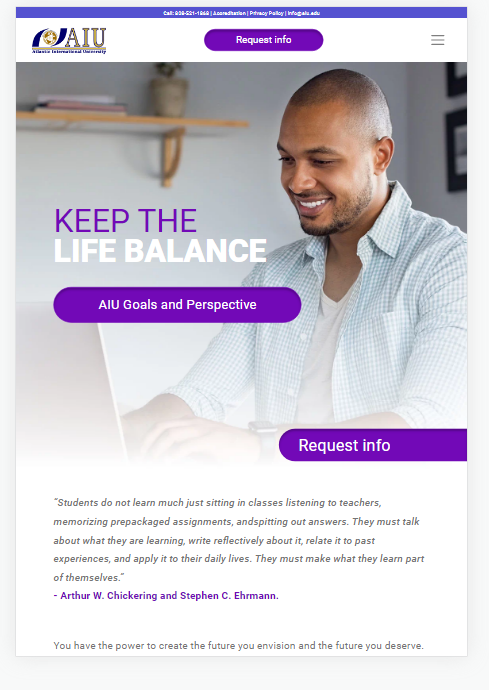 Call: 808-521-1868 | Accreditation | Privacy Policy | info@aiu.edu
AIU
Atlantic International University
Request info
KEEP THE
LIFE BALANCE
AIU Goals and Perspective
Request info
"Students do not learn much just sitting in classes listening to teachers,
memorizing prepackaged assignments, andspitting out answers. They must talk
about what they are learning, write reflectively about it, relate it to past
experiences, and apply it to their daily lives. They must make what they learn part
of themselves."
- Arthur W. Chickering and Stephen C. Ehrmann.
You have the power to create the future you envision and the future you deserve.